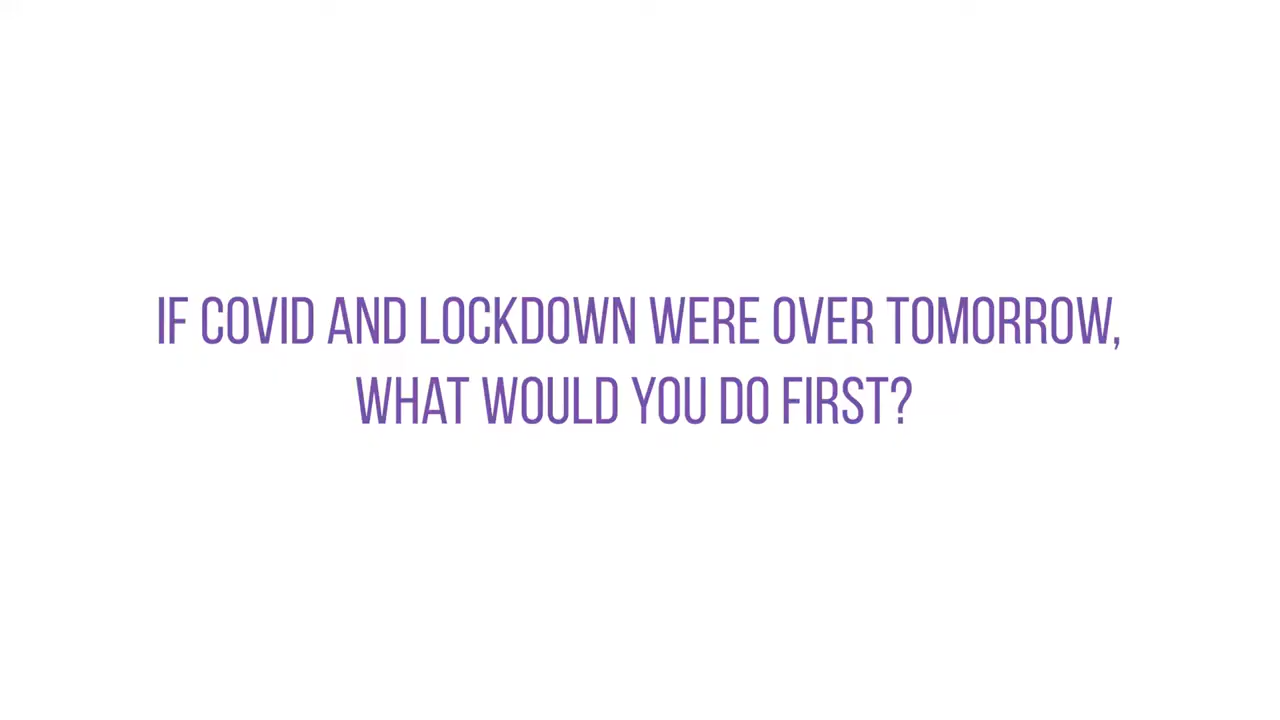 IF COVID AND LOCKDOWN WERE OVER TOMORROW,
WHAT WOULD YOU DO FIRST?